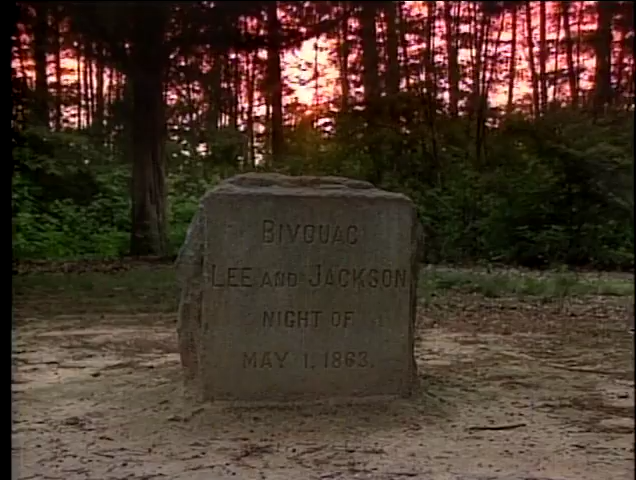 BIVOUAC
LEE AND JACKSON
NIGHT OF
MAY 1, 1863.